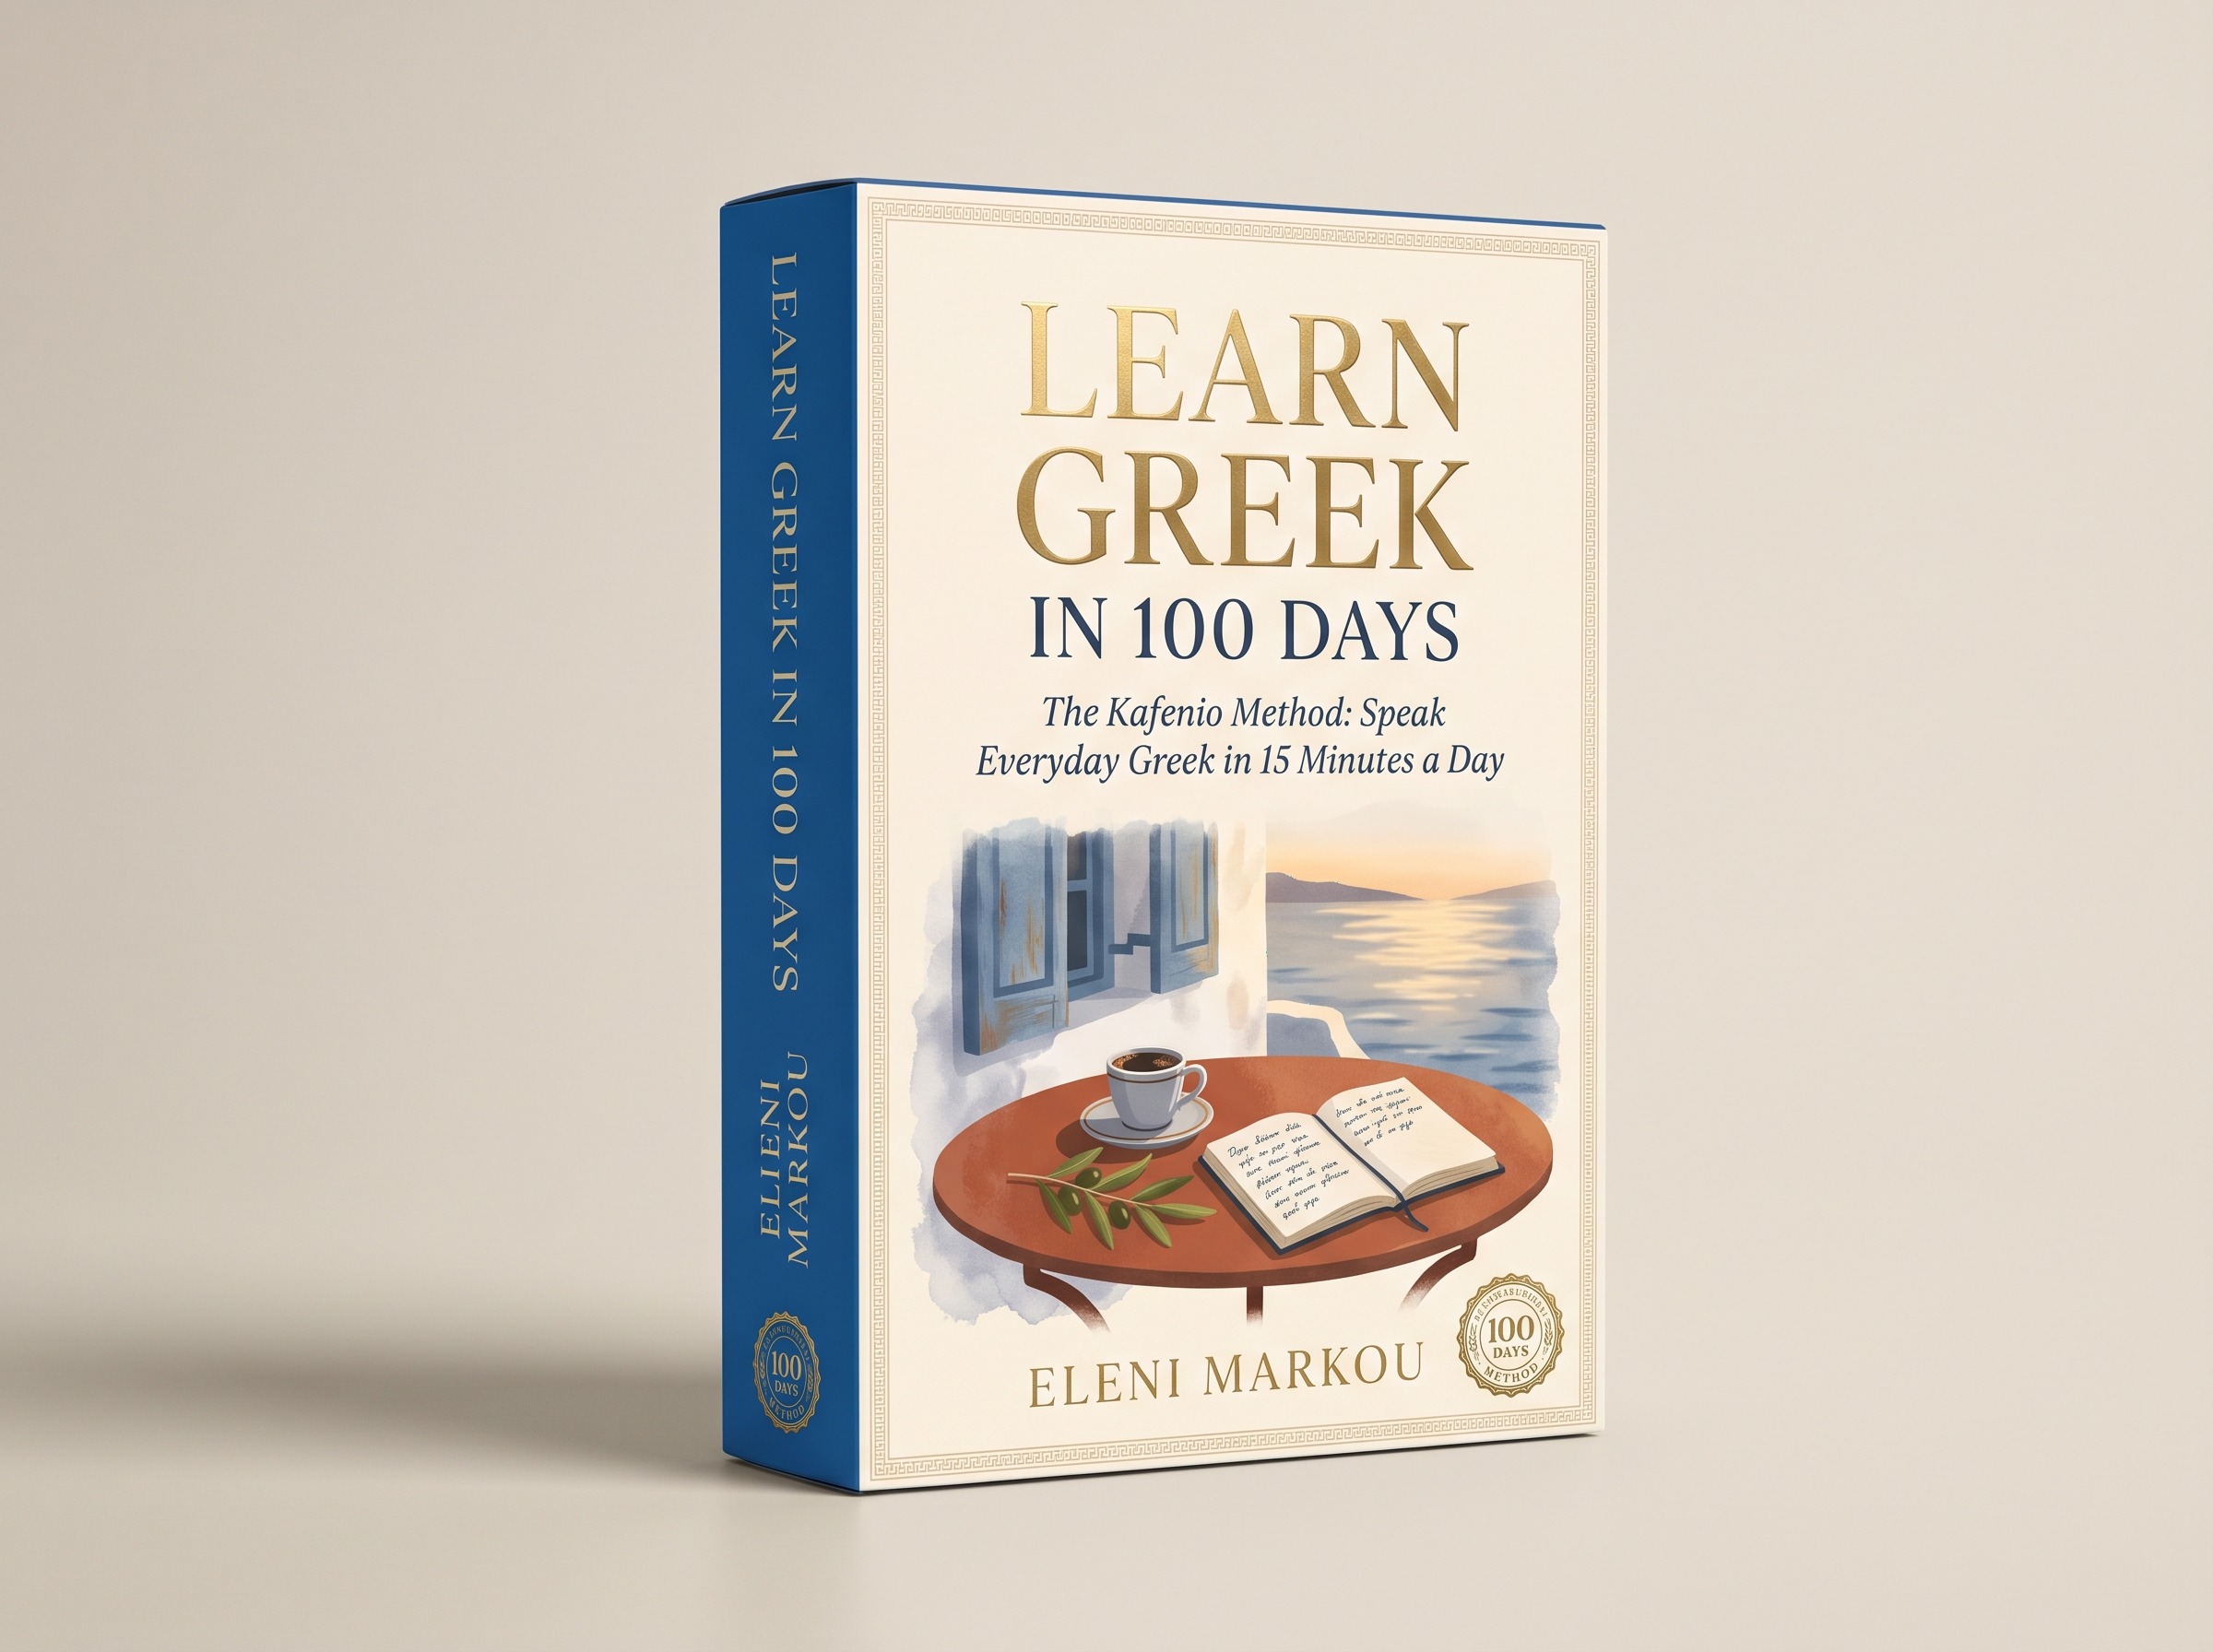 LEARN GREEK IN 100 DAYS
ELIENI
MARKOU
100
DAYS
METHOD
LEARN
GREEK
IN 100 DAYS
The Kafenio Method: Speak
Everyday Greek in 15 Minutes a Day
ELENI MARKOU
100
DAYS
METHOD